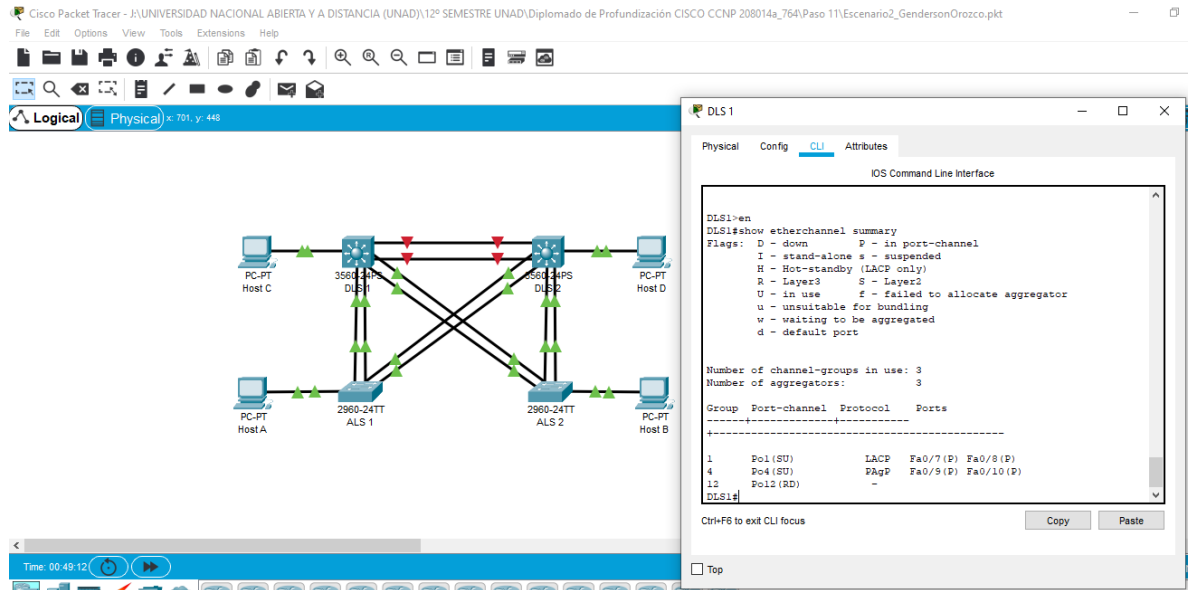 Cisco Packet Tracer - J:\UNIVERSIDAD NACIONAL ABIERTA Y A DISTANCIA (UNAD)\12º SEMESTRE UNAD\Diplomado de Profundización CISCO CCNP 208014a_764\Paso 11\Escenario2_GendersonOrozco.pkt
File Edit Options View Tools Extensions Help
Logical Physical x: 701, y: 448
PC-PT
Host C
3560-24PS
DLS 1
3560-24PS
DLS 2
PC-PT
Host D
PC-PT
Host A
2960-24TT
ALS 1
2960-24TT
ALS 2
PC-PT
Host B
Time: 00:49:12
DLS 1
Physical Config CLI Attributes
IOS Command Line Interface
DLS1>en
DLS1#show etherchannel summary
Flags: D - down P - in port-channel
I - stand-alone s - suspended
H - Hot-standby (LACP only)
R - Layer3 S - Layer2
U - in use f - failed to allocate aggregator
u - unsuitable for bundling
w - waiting to be aggregated
d - default port
Number of channel-groups in use: 3
Number of aggregators: 3
Group Port-channel Protocol Ports
------+-------------+-----------
+----------------------------------------------
1 Po1(SU) LACP Fa0/7(P) Fa0/8(P)
4 Po4(SU) PAgP Fa0/9(P) Fa0/10(P)
12 Po12(RD) -
DLS1#
Ctrl+F6 to exit CLI focus
Copy Paste
Top